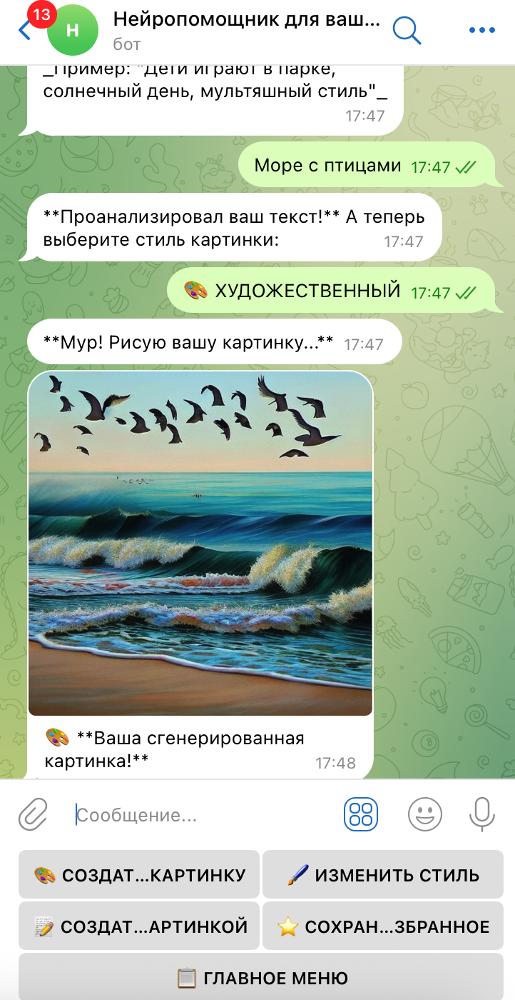 13
Н
Нейропомощник для ваш...
бот
_Пример: "Дети играют в парке,
солнечный день, мультяшный стиль"_
17:47
Море с птицами 17:47
**Проанализировал ваш текст!** А теперь
выберите стиль картинки: 17:47
ХУДОЖЕСТВЕННЫЙ 17:47
**Мур! Рисую вашу картинку...** 17:47
**Ваша сгенерированная
картинка!** 17:48
Сообщение...
СОЗДАТ...КАРТИНКУ
ИЗМЕНИТЬ СТИЛЬ
СОЗДАТ...АРТИНКОЙ
СОХРАН...ЗБРАННОЕ
ГЛАВНОЕ МЕНЮ